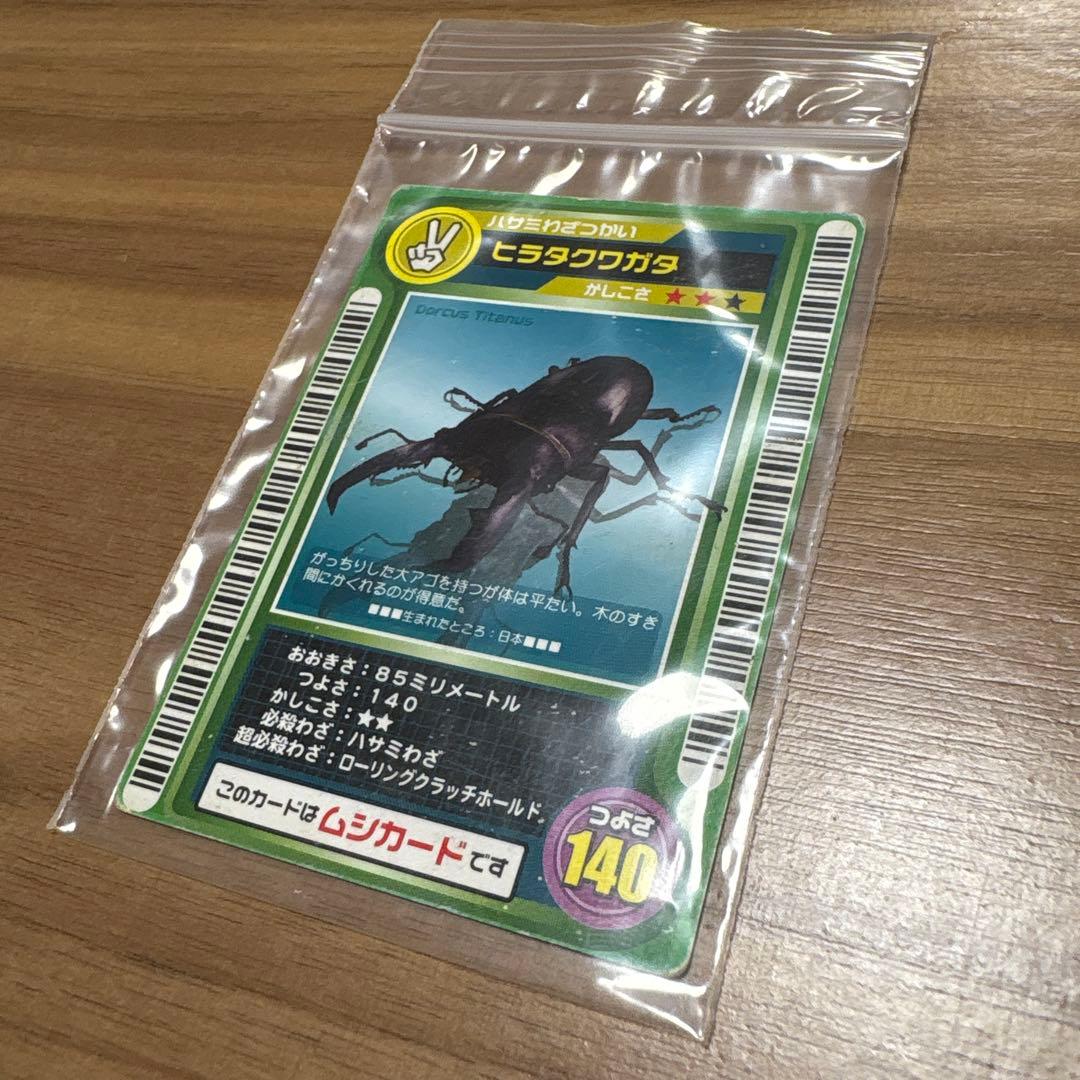 ハサミわざつかい
ヒラタクワガタ
かしこさ ★★★
Dorcus Titanus
がっちりした大アゴを持つが体は平たい。木のすき
間にかくれるのが得意だ。
■■■生まれたところ：日本■■■
おおきさ：85ミリメートル
つよさ：140
かしこさ：★★
必殺わざ：ハサミわざ
超必殺わざ：ローリングクラッチホールド
このカードはムシカードです
つよさ
140